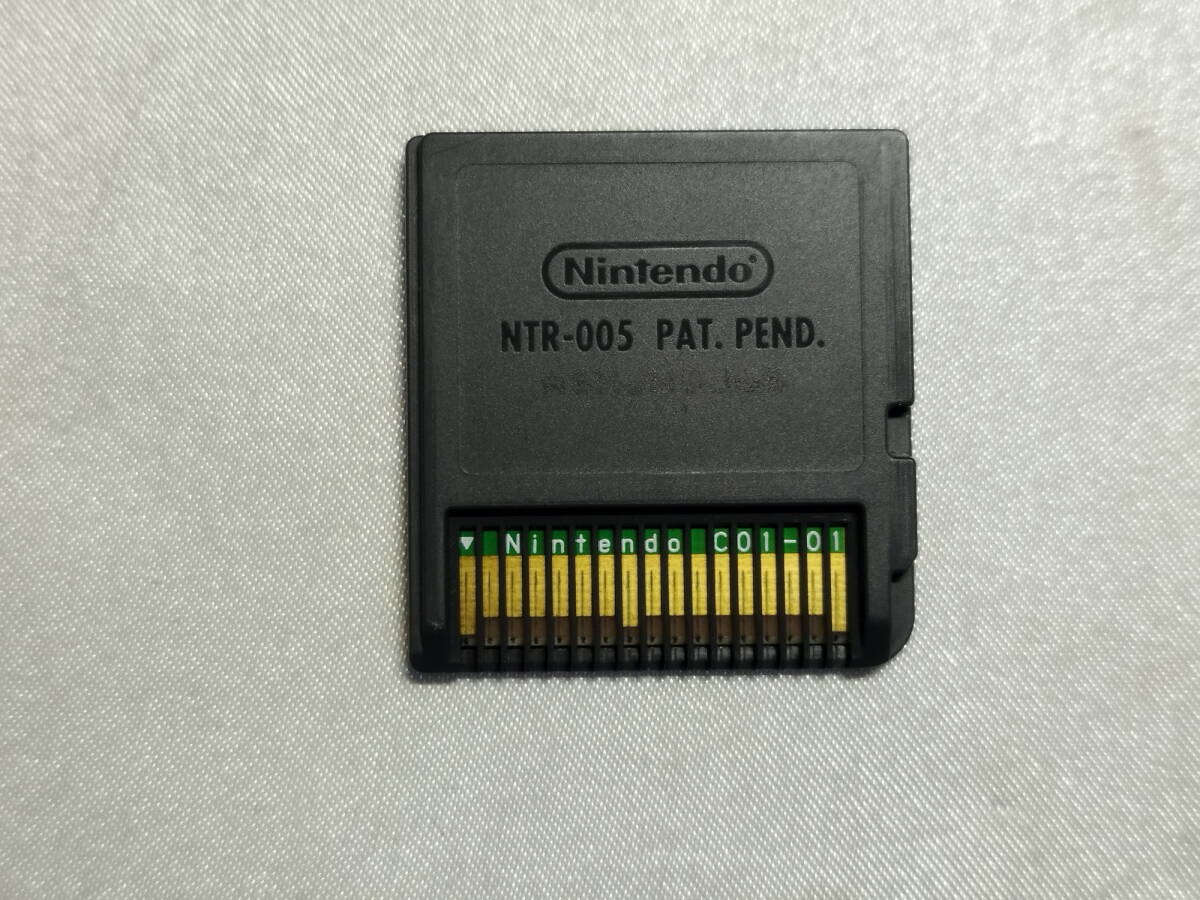 Nintendo®
NTR-005 PAT. PEND.
▼ Nintendo C01-01